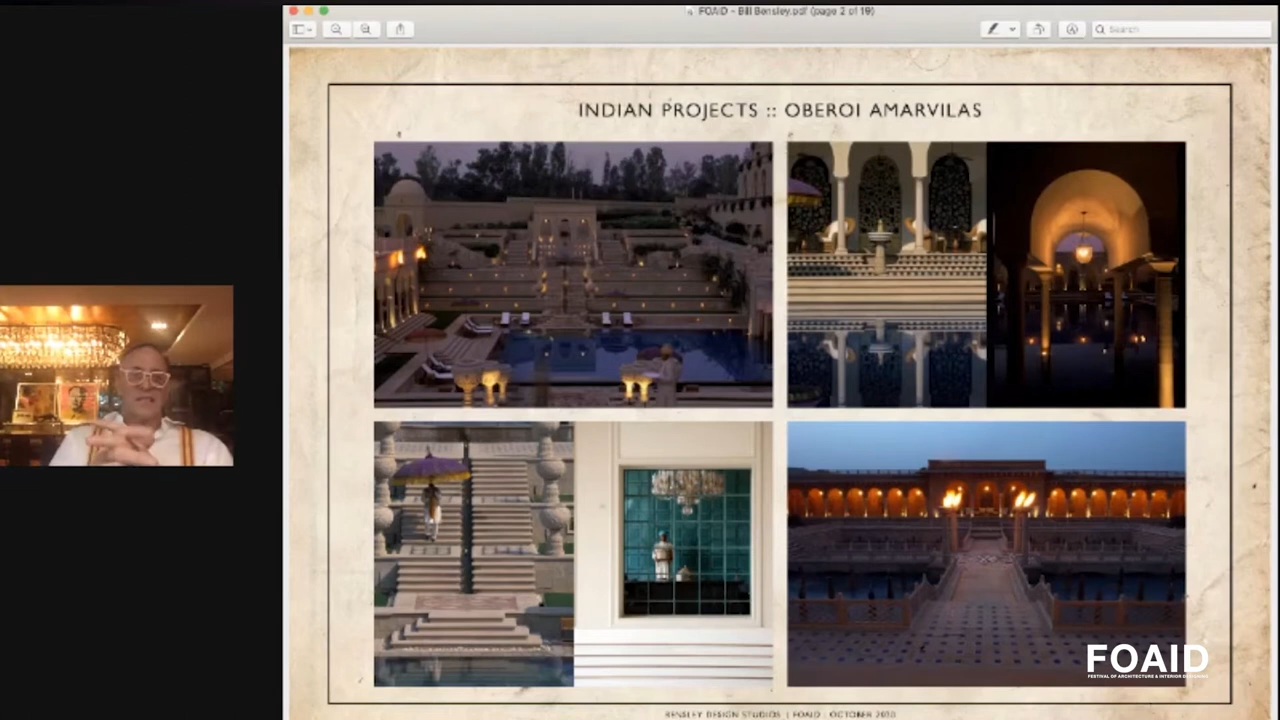 FOAID - Bill Bensley.pdf (page 2 of 19)
Search
INDIAN PROJECTS :: OBEROI AMARVILAS
FOAID
FESTIVAL OF ARCHITECTURE & INTERIOR DESIGNING
BENSLEY DESIGN STUDIOS | FOAID : OCTOBER 2020